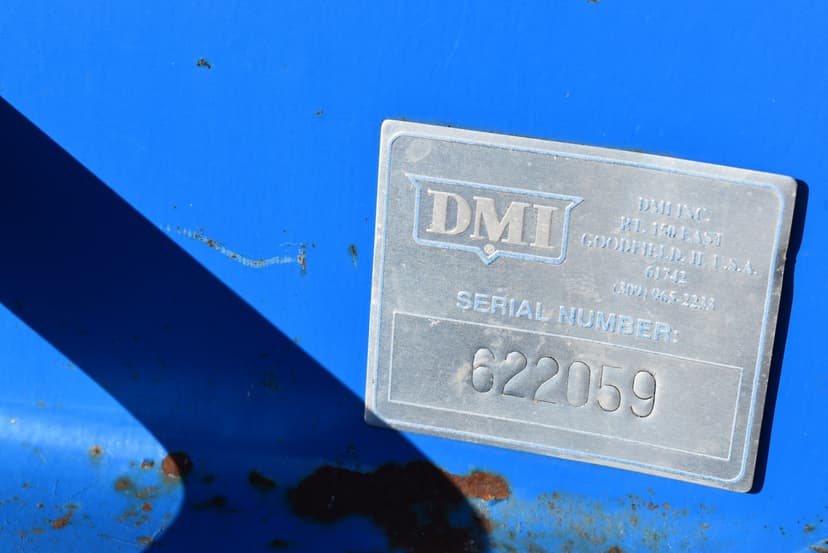 DMI
DMI INC.
RT. 150 EAST
GOODFIELD, IL U.S.A.
61742
(309) 965-2233
SERIAL NUMBER:
622059